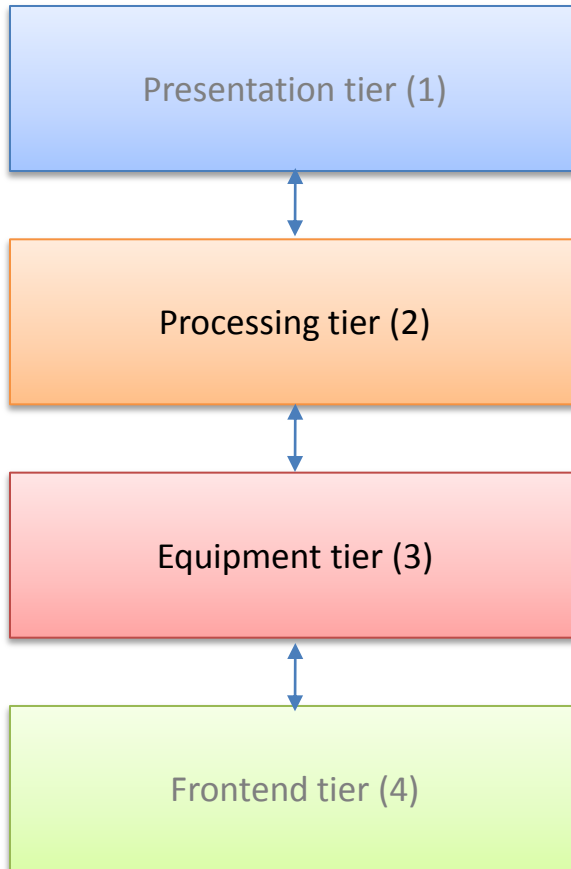 Presentation tier (1)
Processing tier (2)
Equipment tier (3)
Frontend tier (4)